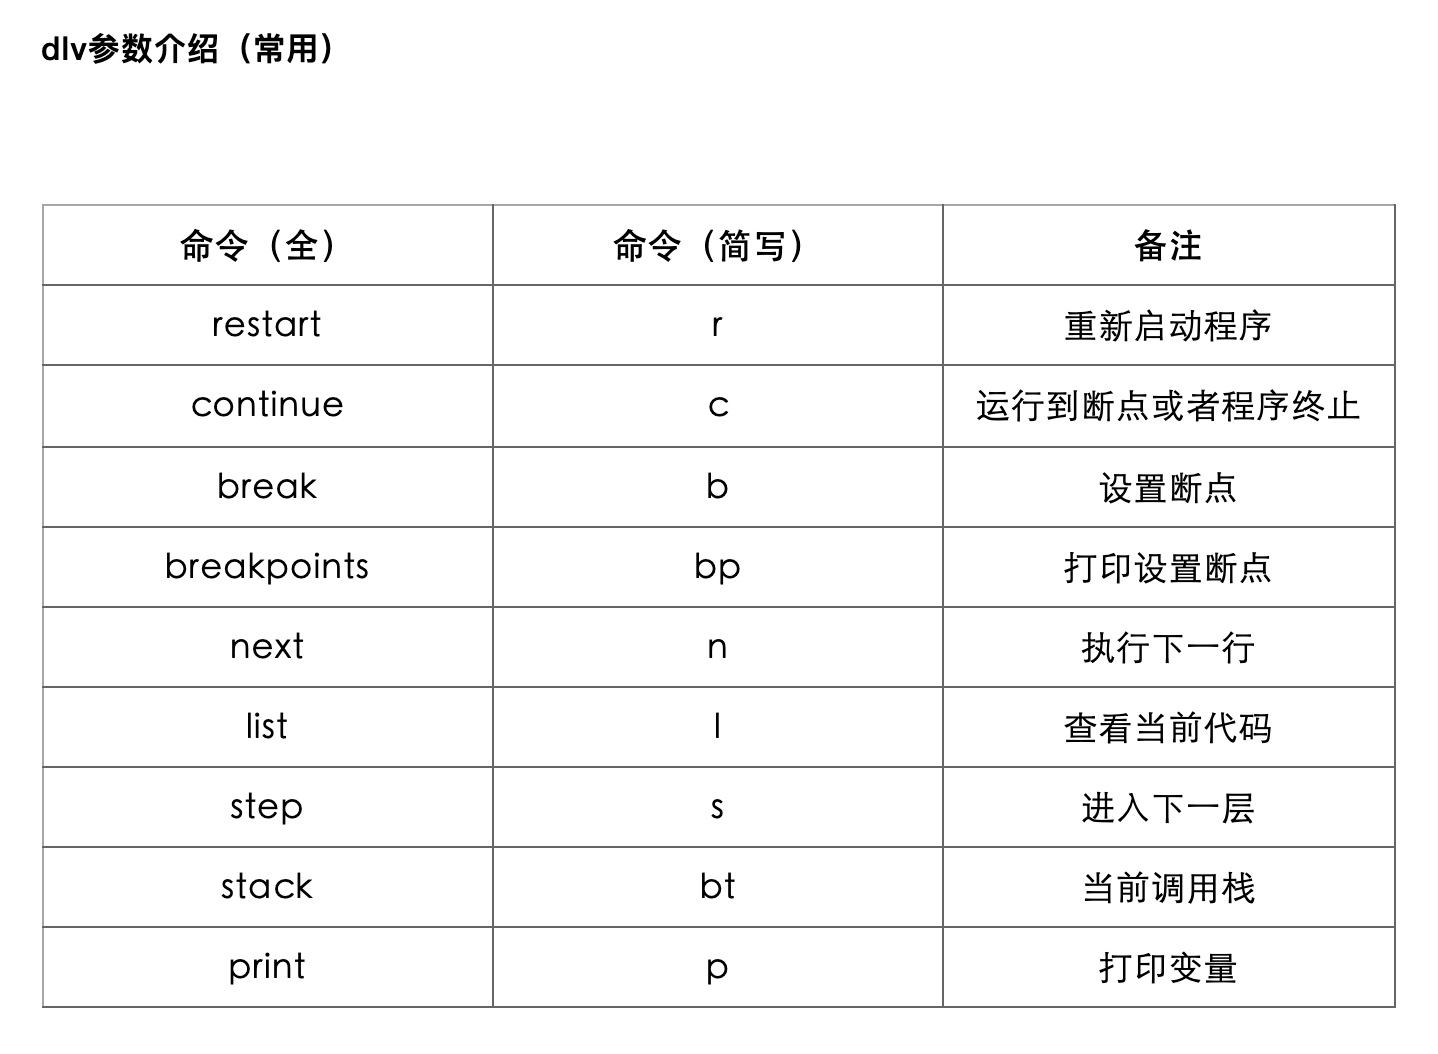 dlv参数介绍（常用）
命令（全） 命令（简写） 备注
restart r 重新启动程序
continue c 运行到断点或者程序终止
break b 设置断点
breakpoints bp 打印设置断点
next n 执行下一行
list l 查看当前代码
step s 进入下一层
stack bt 当前调用栈
print p 打印变量